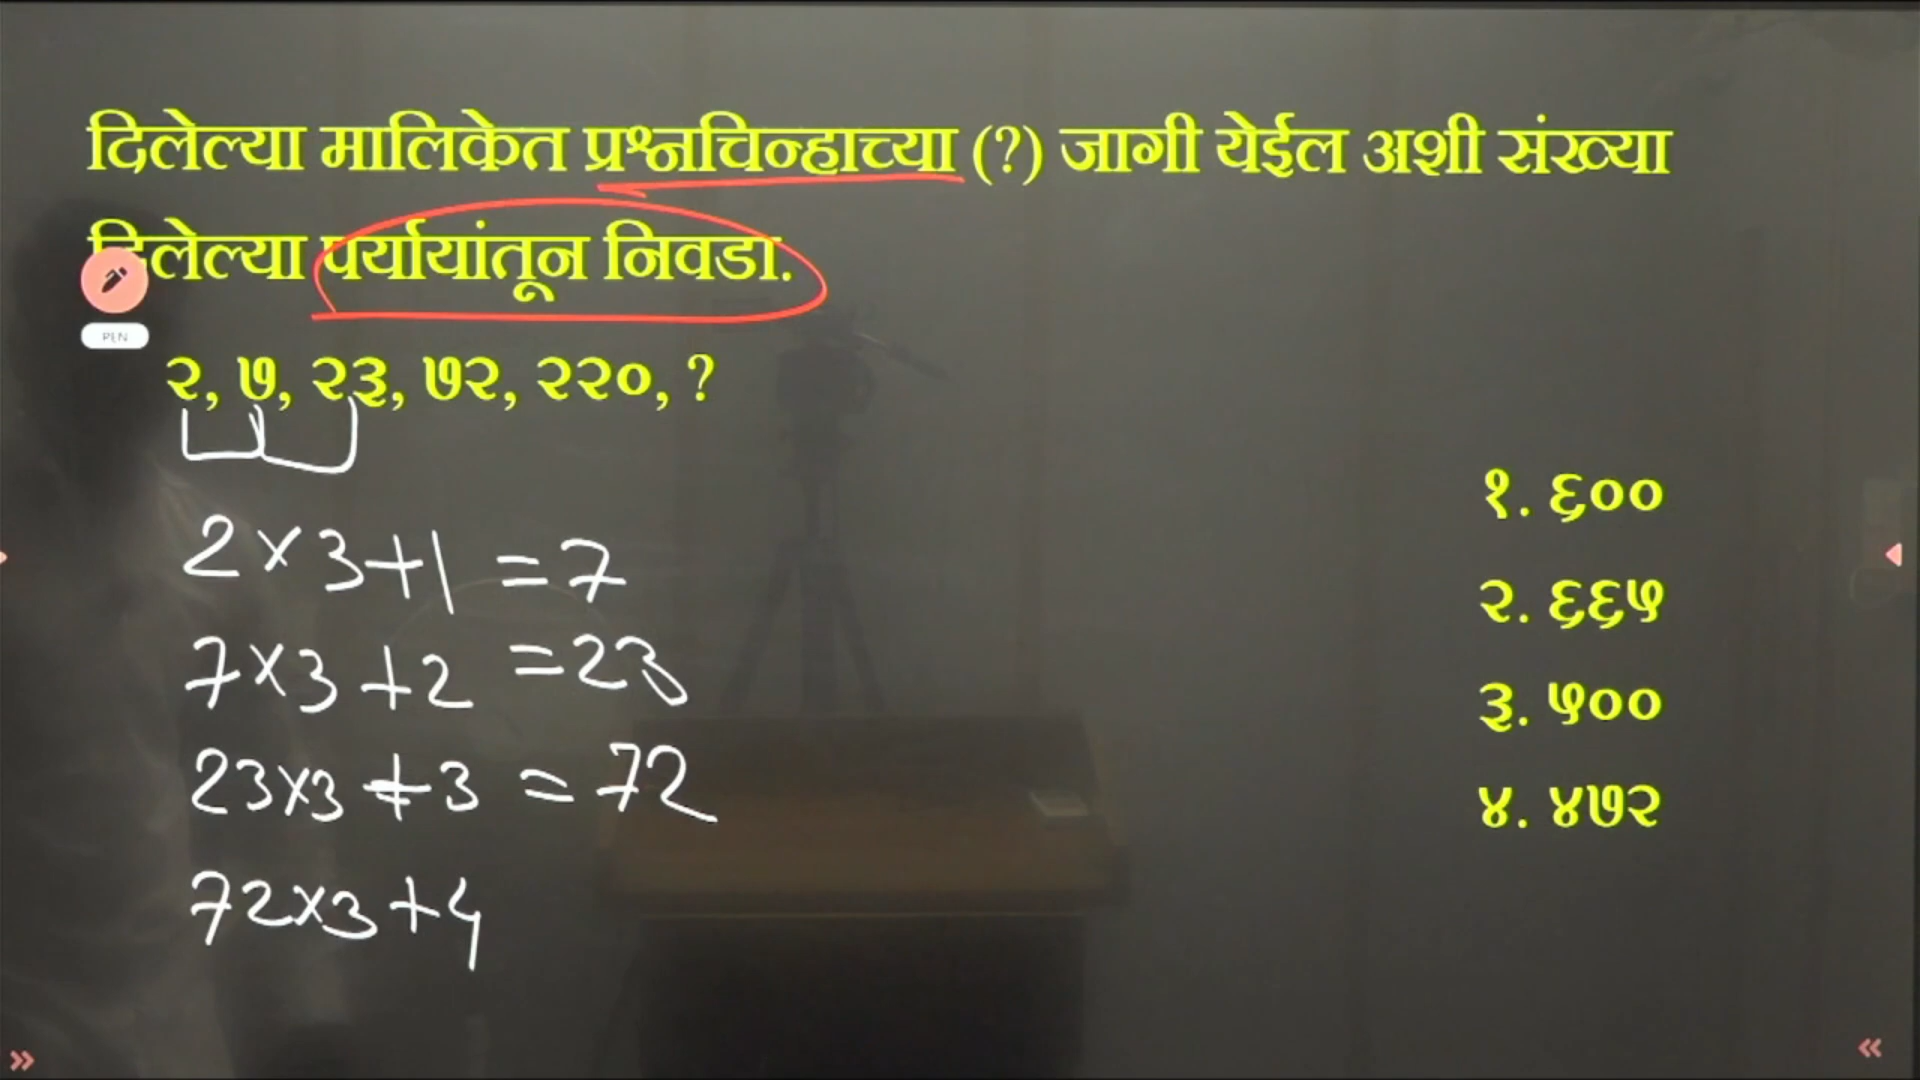 दिलेल्या मालिकेत प्रश्नचिन्हाच्या (?) जागी येईल अशी संख्या
दिलेल्या पर्यायांतून निवडा.
PEN
२, ७, २३, ७२, २२०, ?
2×3+1 = 7
7×3+2 = 23
23×3+3 = 72
72×3+4
१. ६००
२. ६६५
३. ५००
४. ४७२